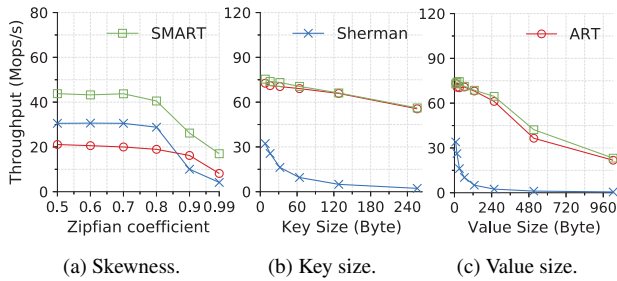 Throughput (Mops/s)
80
60
40
20
0
SMART
0.5 0.6 0.7 0.8 0.9 0.99
Zipfian coefficient
120
90
60
30
0
Sherman
0 60 120 180 240
Key Size (Byte)
120
90
60
30
0
ART
0 240 480 720 960
Value Size (Byte)
(a) Skewness. (b) Key size. (c) Value size.